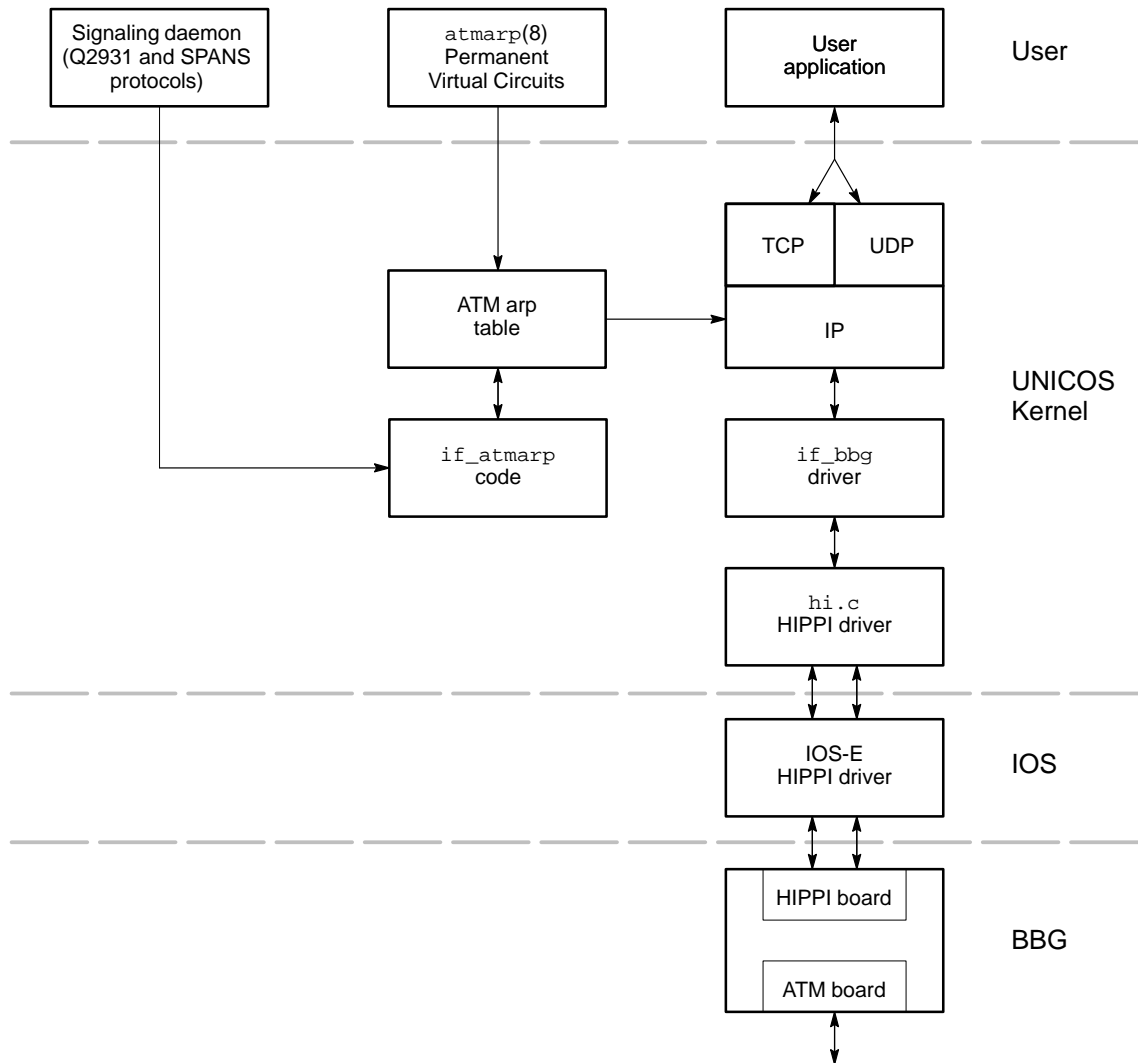 Signaling daemon
(Q2931 and SPANS
protocols)
atmarp(8)
Permanent
Virtual Circuits
User
application
User
TCP
UDP
ATM arp
table
IP
UNICOS
Kernel
if_atmarp
code
if_bbg
driver
hi.c
HIPPI driver
IOS-E
HIPPI driver
IOS
HIPPI board
BBG
ATM board